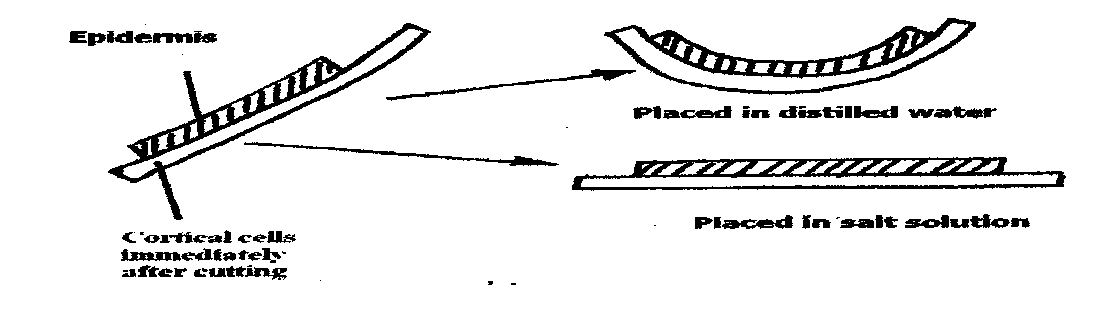 Epidermis
Placed in distilled water
Placed in salt solution
Cortical cells
immediately
after cutting